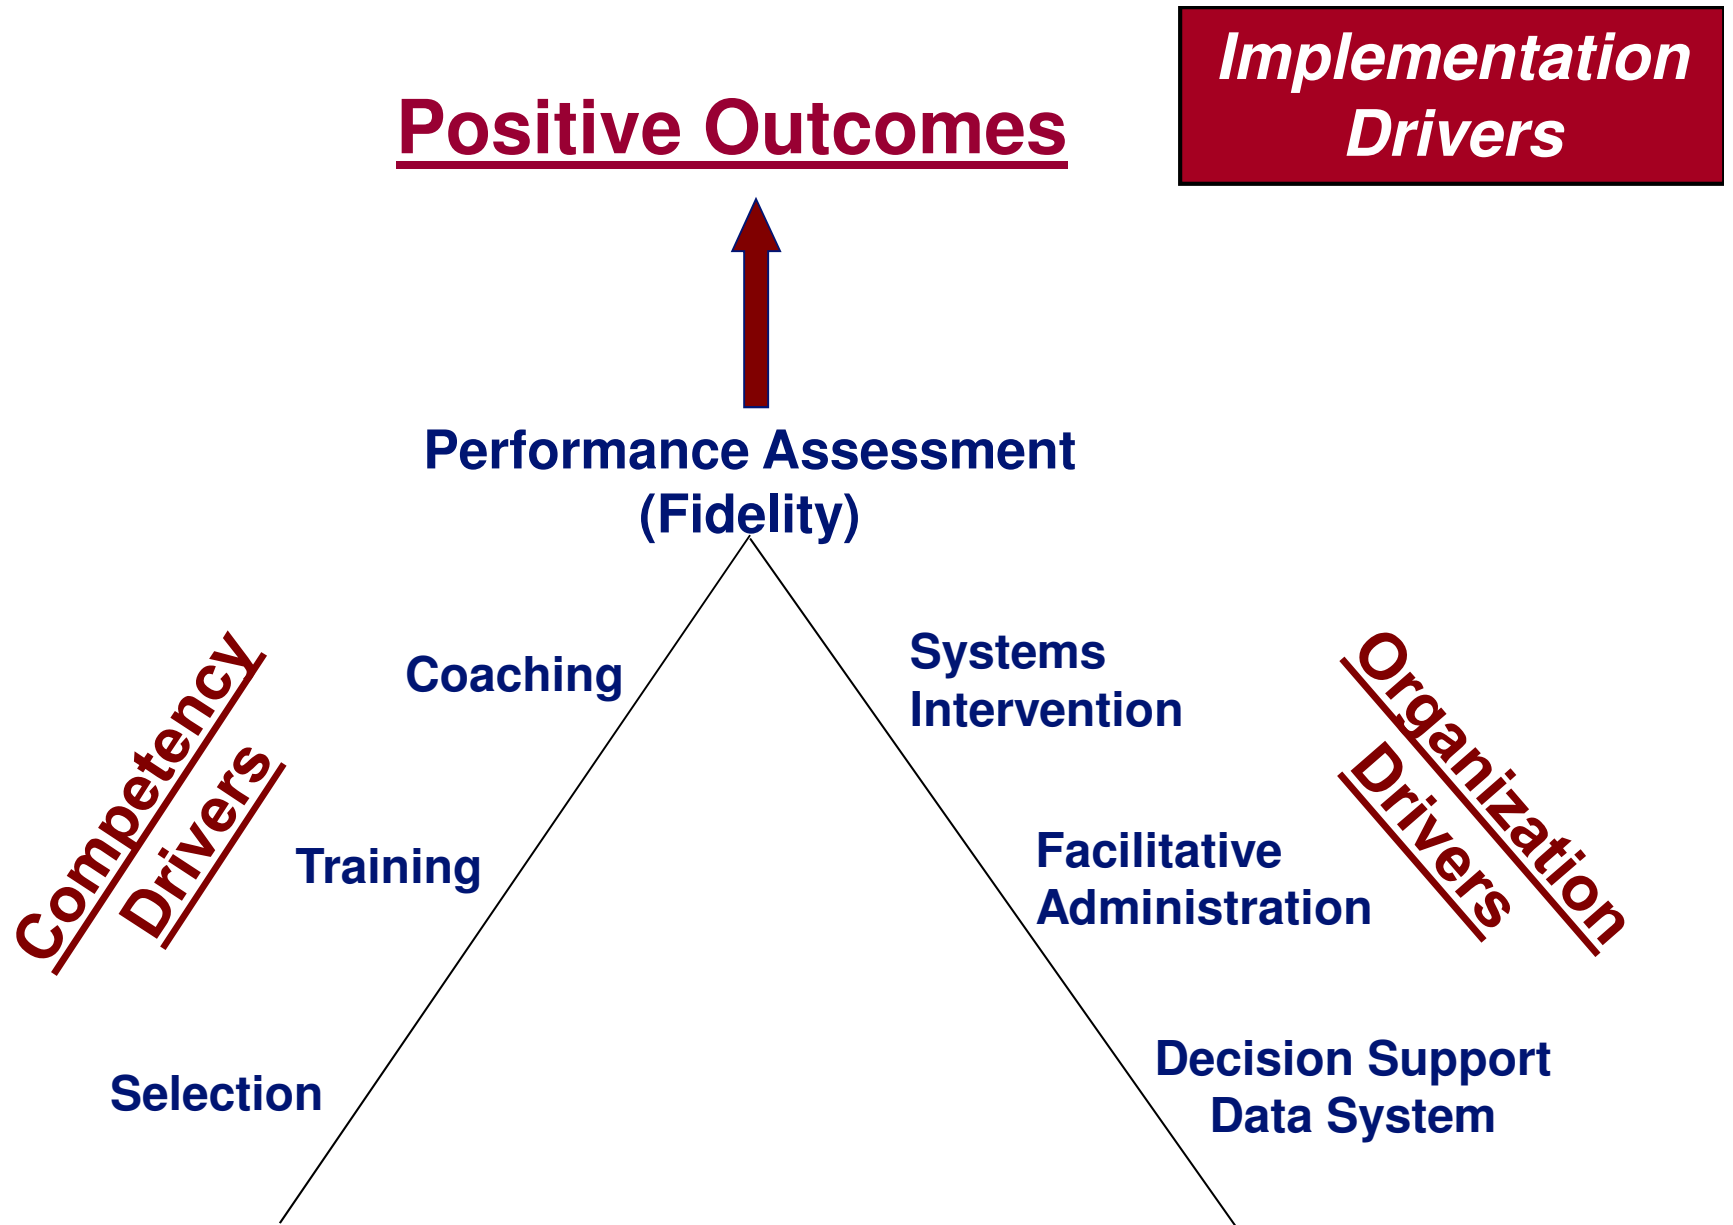 Implementation
Drivers
Positive Outcomes
Performance Assessment
(Fidelity)
Competency
Drivers
Coaching
Training
Selection
Systems
Intervention
Facilitative
Administration
Decision Support
Data System
Organization
Drivers